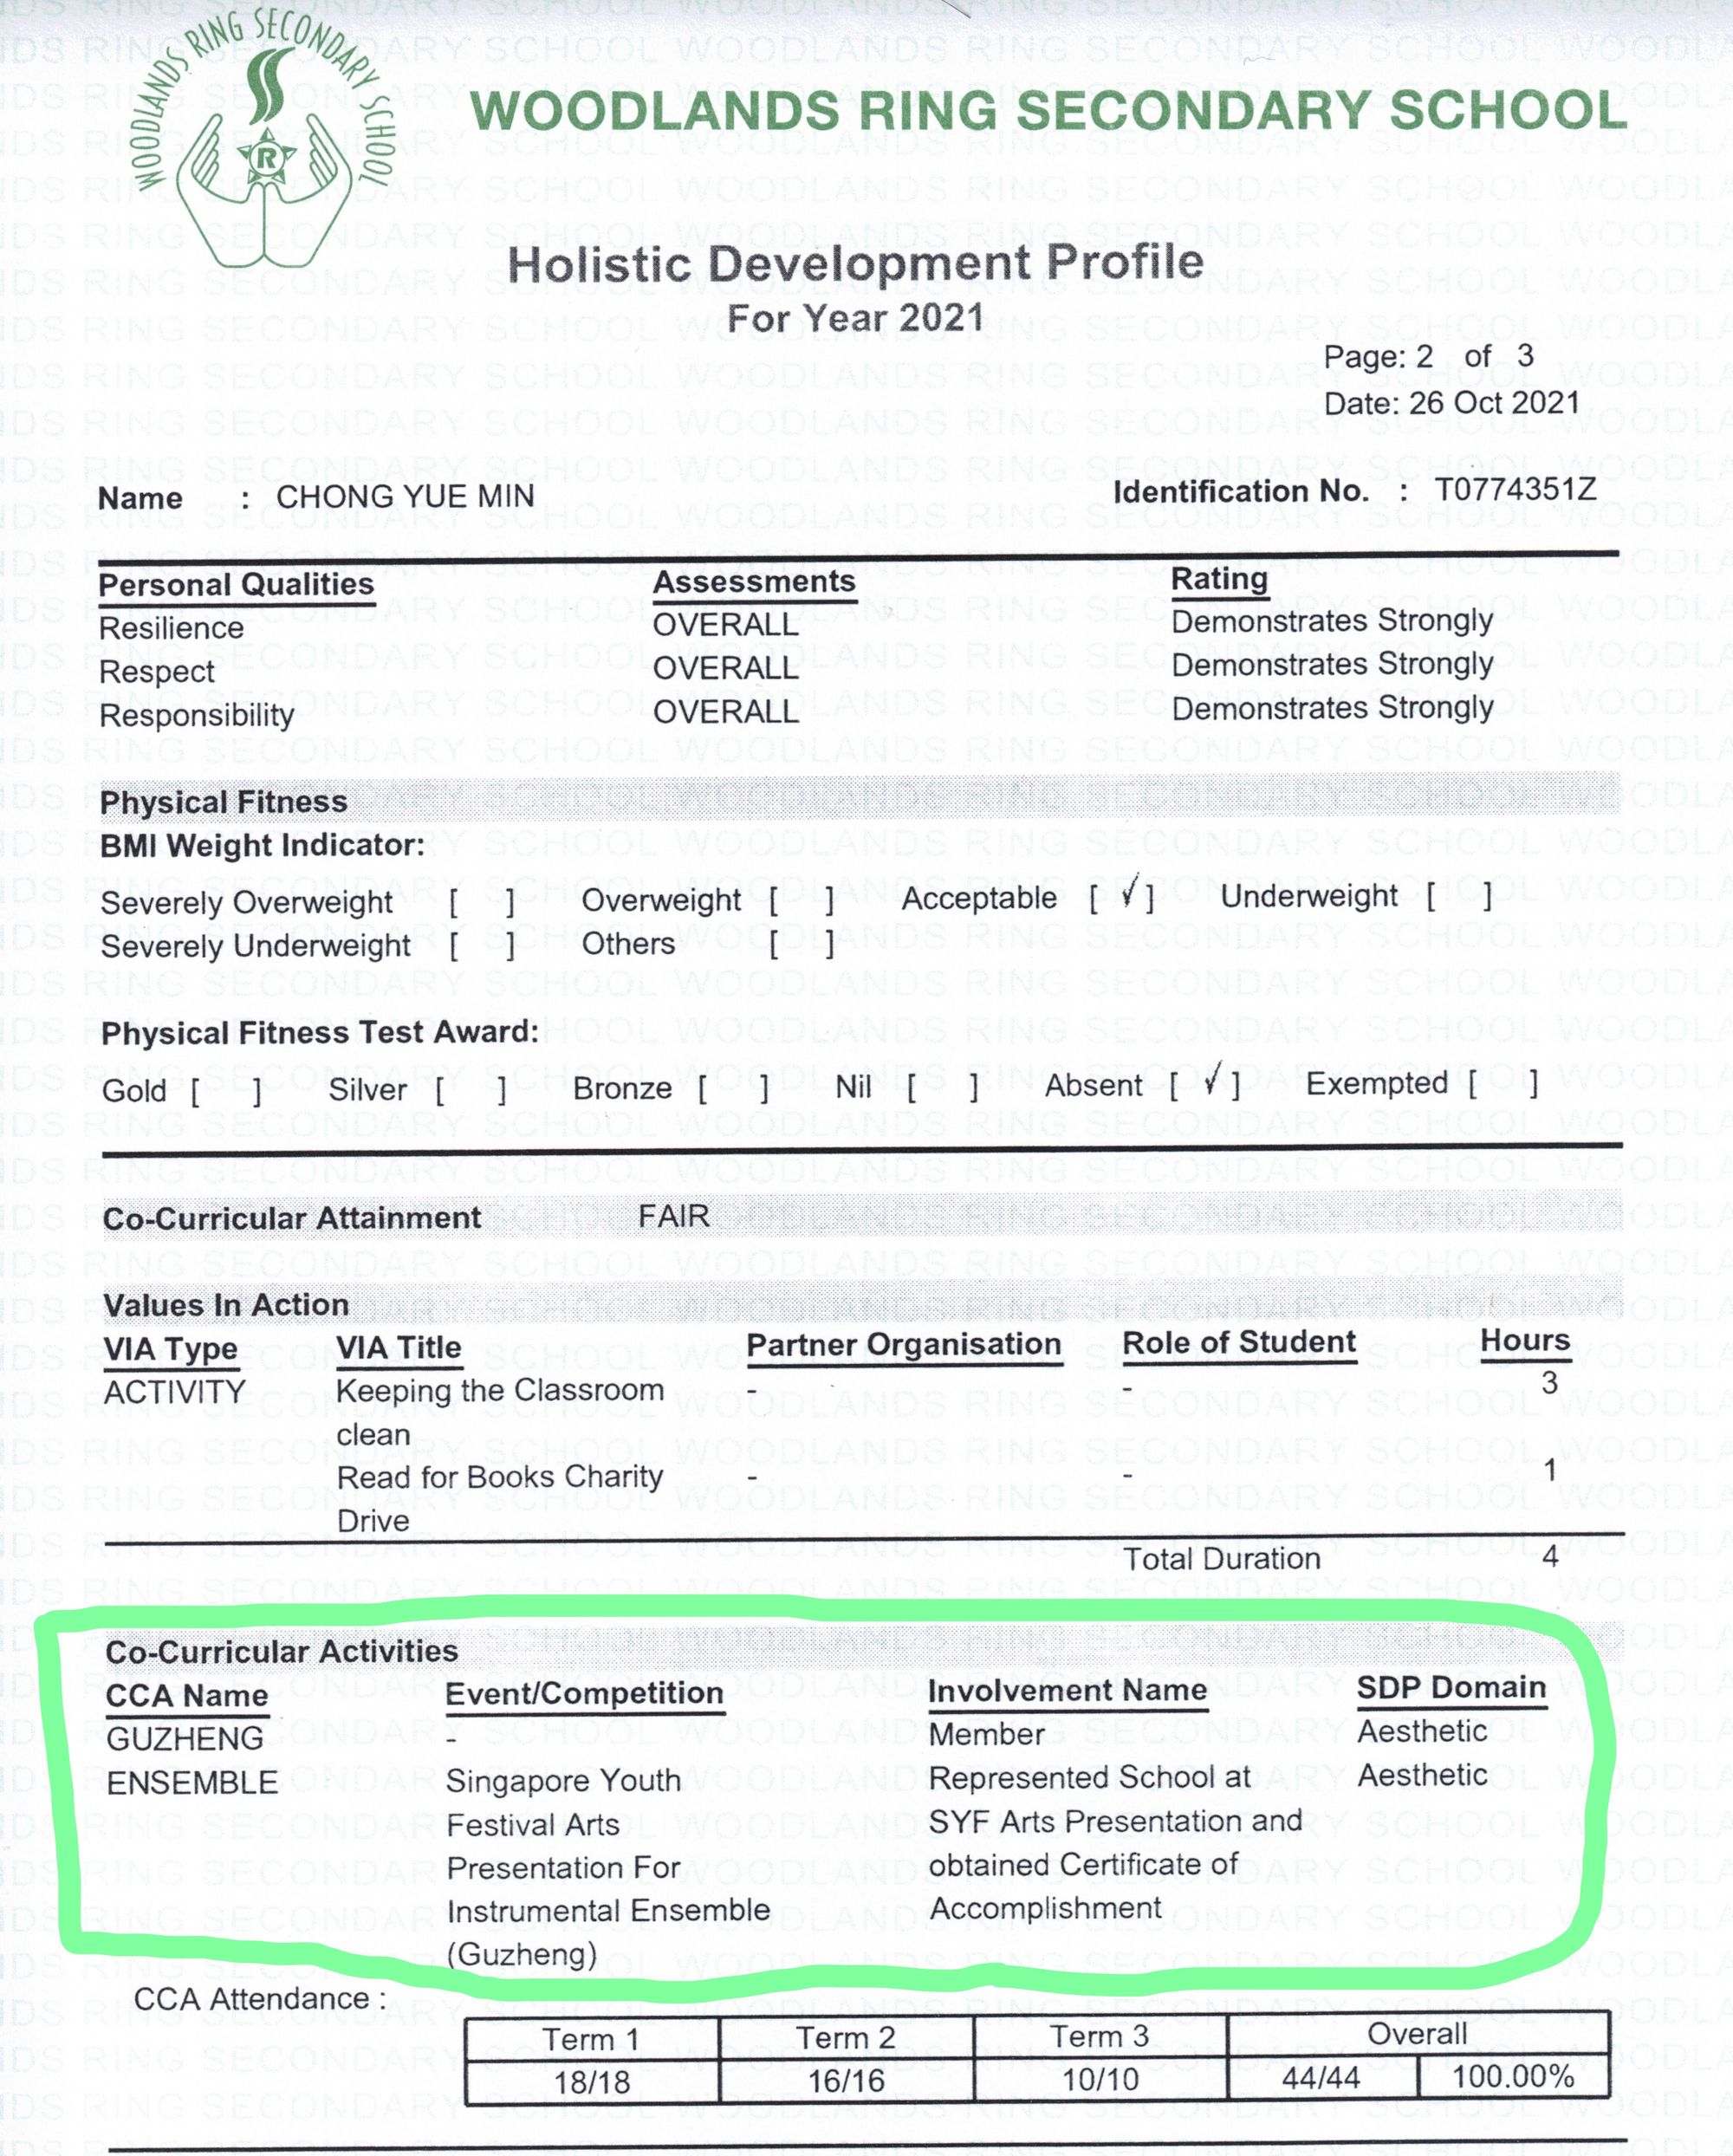 WOODLANDS RING SECONDARY SCHOOL
R
WOODLANDS RING SECONDARY SCHOOL
Holistic Development Profile
For Year 2021
Page: 2 of 3
Date: 26 Oct 2021
Name : CHONG YUE MIN Identification No. : T0774351Z
Personal Qualities Assessments Rating
Resilience OVERALL Demonstrates Strongly
Respect OVERALL Demonstrates Strongly
Responsibility OVERALL Demonstrates Strongly
Physical Fitness
BMI Weight Indicator:
Severely Overweight [ ] Overweight [ ] Acceptable [ ✓ ] Underweight [ ]
Severely Underweight [ ] Others [ ]
Physical Fitness Test Award:
Gold [ ] Silver [ ] Bronze [ ] Nil [ ] Absent [ ✓ ] Exempted [ ]
Co-Curricular Attainment FAIR
Values In Action
VIA Type VIA Title Partner Organisation Role of Student Hours
ACTIVITY Keeping the Classroom - - 3
clean
Read for Books Charity - - 1
Drive
Total Duration 4
Co-Curricular Activities
CCA Name Event/Competition Involvement Name SDP Domain
GUZHENG - Member Aesthetic
ENSEMBLE Singapore Youth Represented School at Aesthetic
Festival Arts SYF Arts Presentation and
Presentation For obtained Certificate of
Instrumental Ensemble Accomplishment
(Guzheng)
CCA Attendance :
Term 1 Term 2 Term 3 Overall
18/18 16/16 10/10 44/44 100.00%